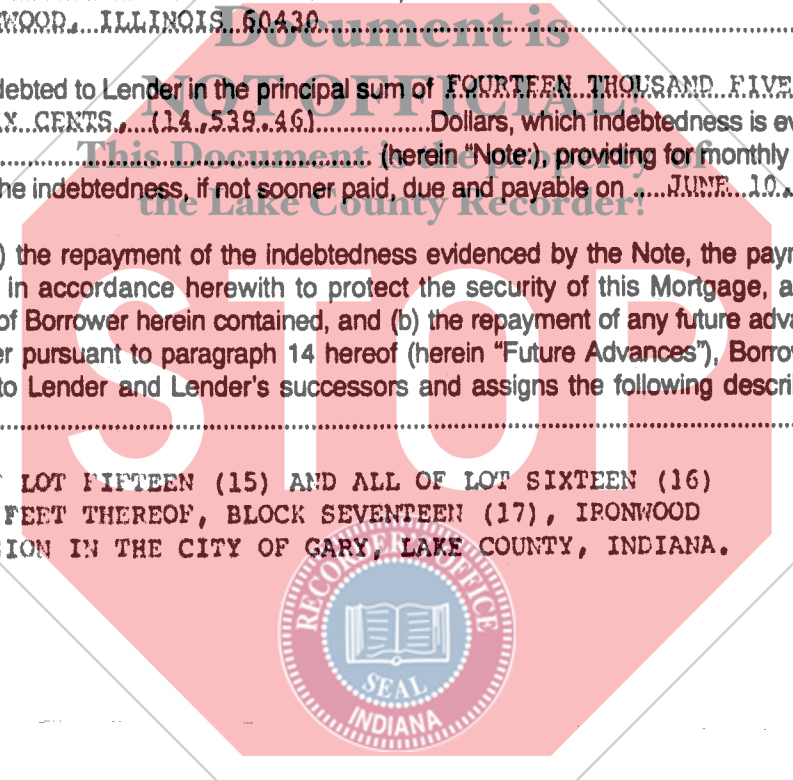 WOOD, ILLINOIS 60430
Document is
debted to Lender in the principal sum of FOURTEEN THOUSAND FIVE
NOT OFFICIAL!
X CENTS, (14,539.46) Dollars, which indebtedness is ev
This Document is the property of
(herein "Note:), providing for monthly
he indebtedness, if not sooner paid, due and payable on JUNE 10,
the Lake County Recorder!
) the repayment of the indebtedness evidenced by the Note, the payr
in accordance herewith to protect the security of this Mortgage, a
of Borrower herein contained, and (b) the repayment of any future adva
er pursuant to paragraph 14 hereof (herein "Future Advances"), Borrow
to Lender and Lender's successors and assigns the following descri
STOP
LOT FIFTEEN (15) AND ALL OF LOT SIXTEEN (16)
FEET THEREOF, BLOCK SEVENTEEN (17), IRONWOOD
SION IN THE CITY OF GARY, LAKE COUNTY, INDIANA.
RECORDER'S OFFICE
SEAL
INDIANA